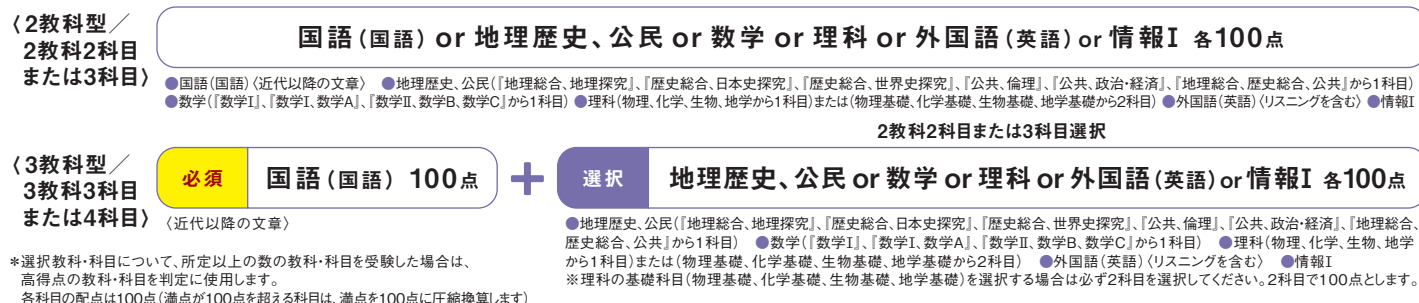 〈2教科型／
2教科2科目
または3科目〉
国語(国語) or 地理歴史、公民 or 数学 or 理科 or 外国語(英語) or 情報Ⅰ 各100点
●国語(国語)〈近代以降の文章〉 ●地理歴史、公民(『地理総合、地理探究』、『歴史総合、日本史探究』、『歴史総合、世界史探究』、『公共、倫理』、『公共、政治・経済』、『地理総合、歴史総合、公共』から1科目)
●数学(『数学Ⅰ』、『数学Ⅰ、数学A』、『数学Ⅱ、数学B、数学C』から1科目) ●理科(物理、化学、生物、地学から1科目)または(物理基礎、化学基礎、生物基礎、地学基礎から2科目) ●外国語(英語)〈リスニングを含む〉 ●情報Ⅰ
〈3教科型／
3教科3科目
または4科目〉
必須 国語(国語) 100点
〈近代以降の文章〉
+
2教科2科目または3科目選択
選択 地理歴史、公民 or 数学 or 理科 or 外国語(英語) or 情報Ⅰ 各100点
●地理歴史、公民(『地理総合、地理探究』、『歴史総合、日本史探究』、『歴史総合、世界史探究』、『公共、倫理』、『公共、政治・経済』、『地理総合、
歴史総合、公共』から1科目) ●数学(『数学Ⅰ』、『数学Ⅰ、数学A』、『数学Ⅱ、数学B、数学C』から1科目) ●理科(物理、化学、生物、地学
から1科目)または(物理基礎、化学基礎、生物基礎、地学基礎から2科目) ●外国語(英語)〈リスニングを含む〉 ●情報Ⅰ
※理科の基礎科目(物理基礎、化学基礎、生物基礎、地学基礎)を選択する場合は必ず2科目を選択してください。2科目で100点とします。
*選択教科・科目について、所定以上の数の教科・科目を受験した場合は、
高得点の教科・科目を判定に使用します。
各科目の配点は100点(満点が100点を超える科目は、満点を100点に圧縮換算します)